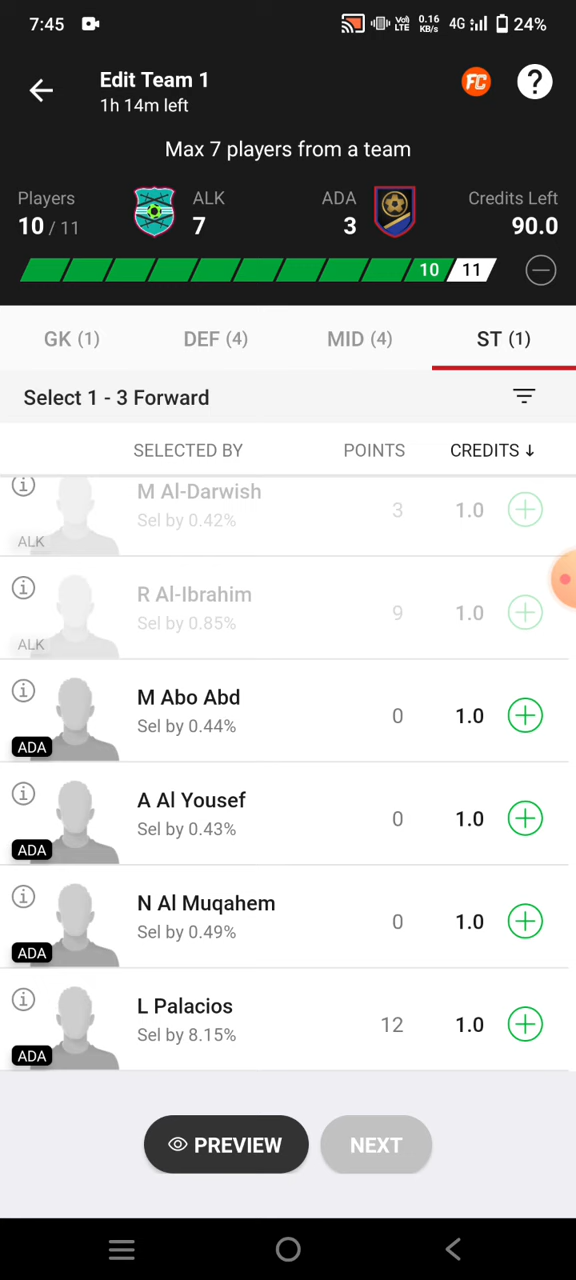 7:45
Vo) LTE 0.16 KB/s 4G 24%
Edit Team 1
1h 14m left
FC ?
Max 7 players from a team
Players ALK ADA Credits Left
10 / 11 7 3 90.0
10 11
GK (1) DEF (4) MID (4) ST (1)
Select 1 - 3 Forward
SELECTED BY POINTS CREDITS ↓
M Al-Darwish
Sel by 0.42% 3 1.0
ALK
R Al-Ibrahim
Sel by 0.85% 9 1.0
ALK
M Abo Abd
Sel by 0.44% 0 1.0
ADA
A Al Yousef
Sel by 0.43% 0 1.0
ADA
N Al Muqahem
Sel by 0.49% 0 1.0
ADA
L Palacios
Sel by 8.15% 12 1.0
ADA
PREVIEW NEXT